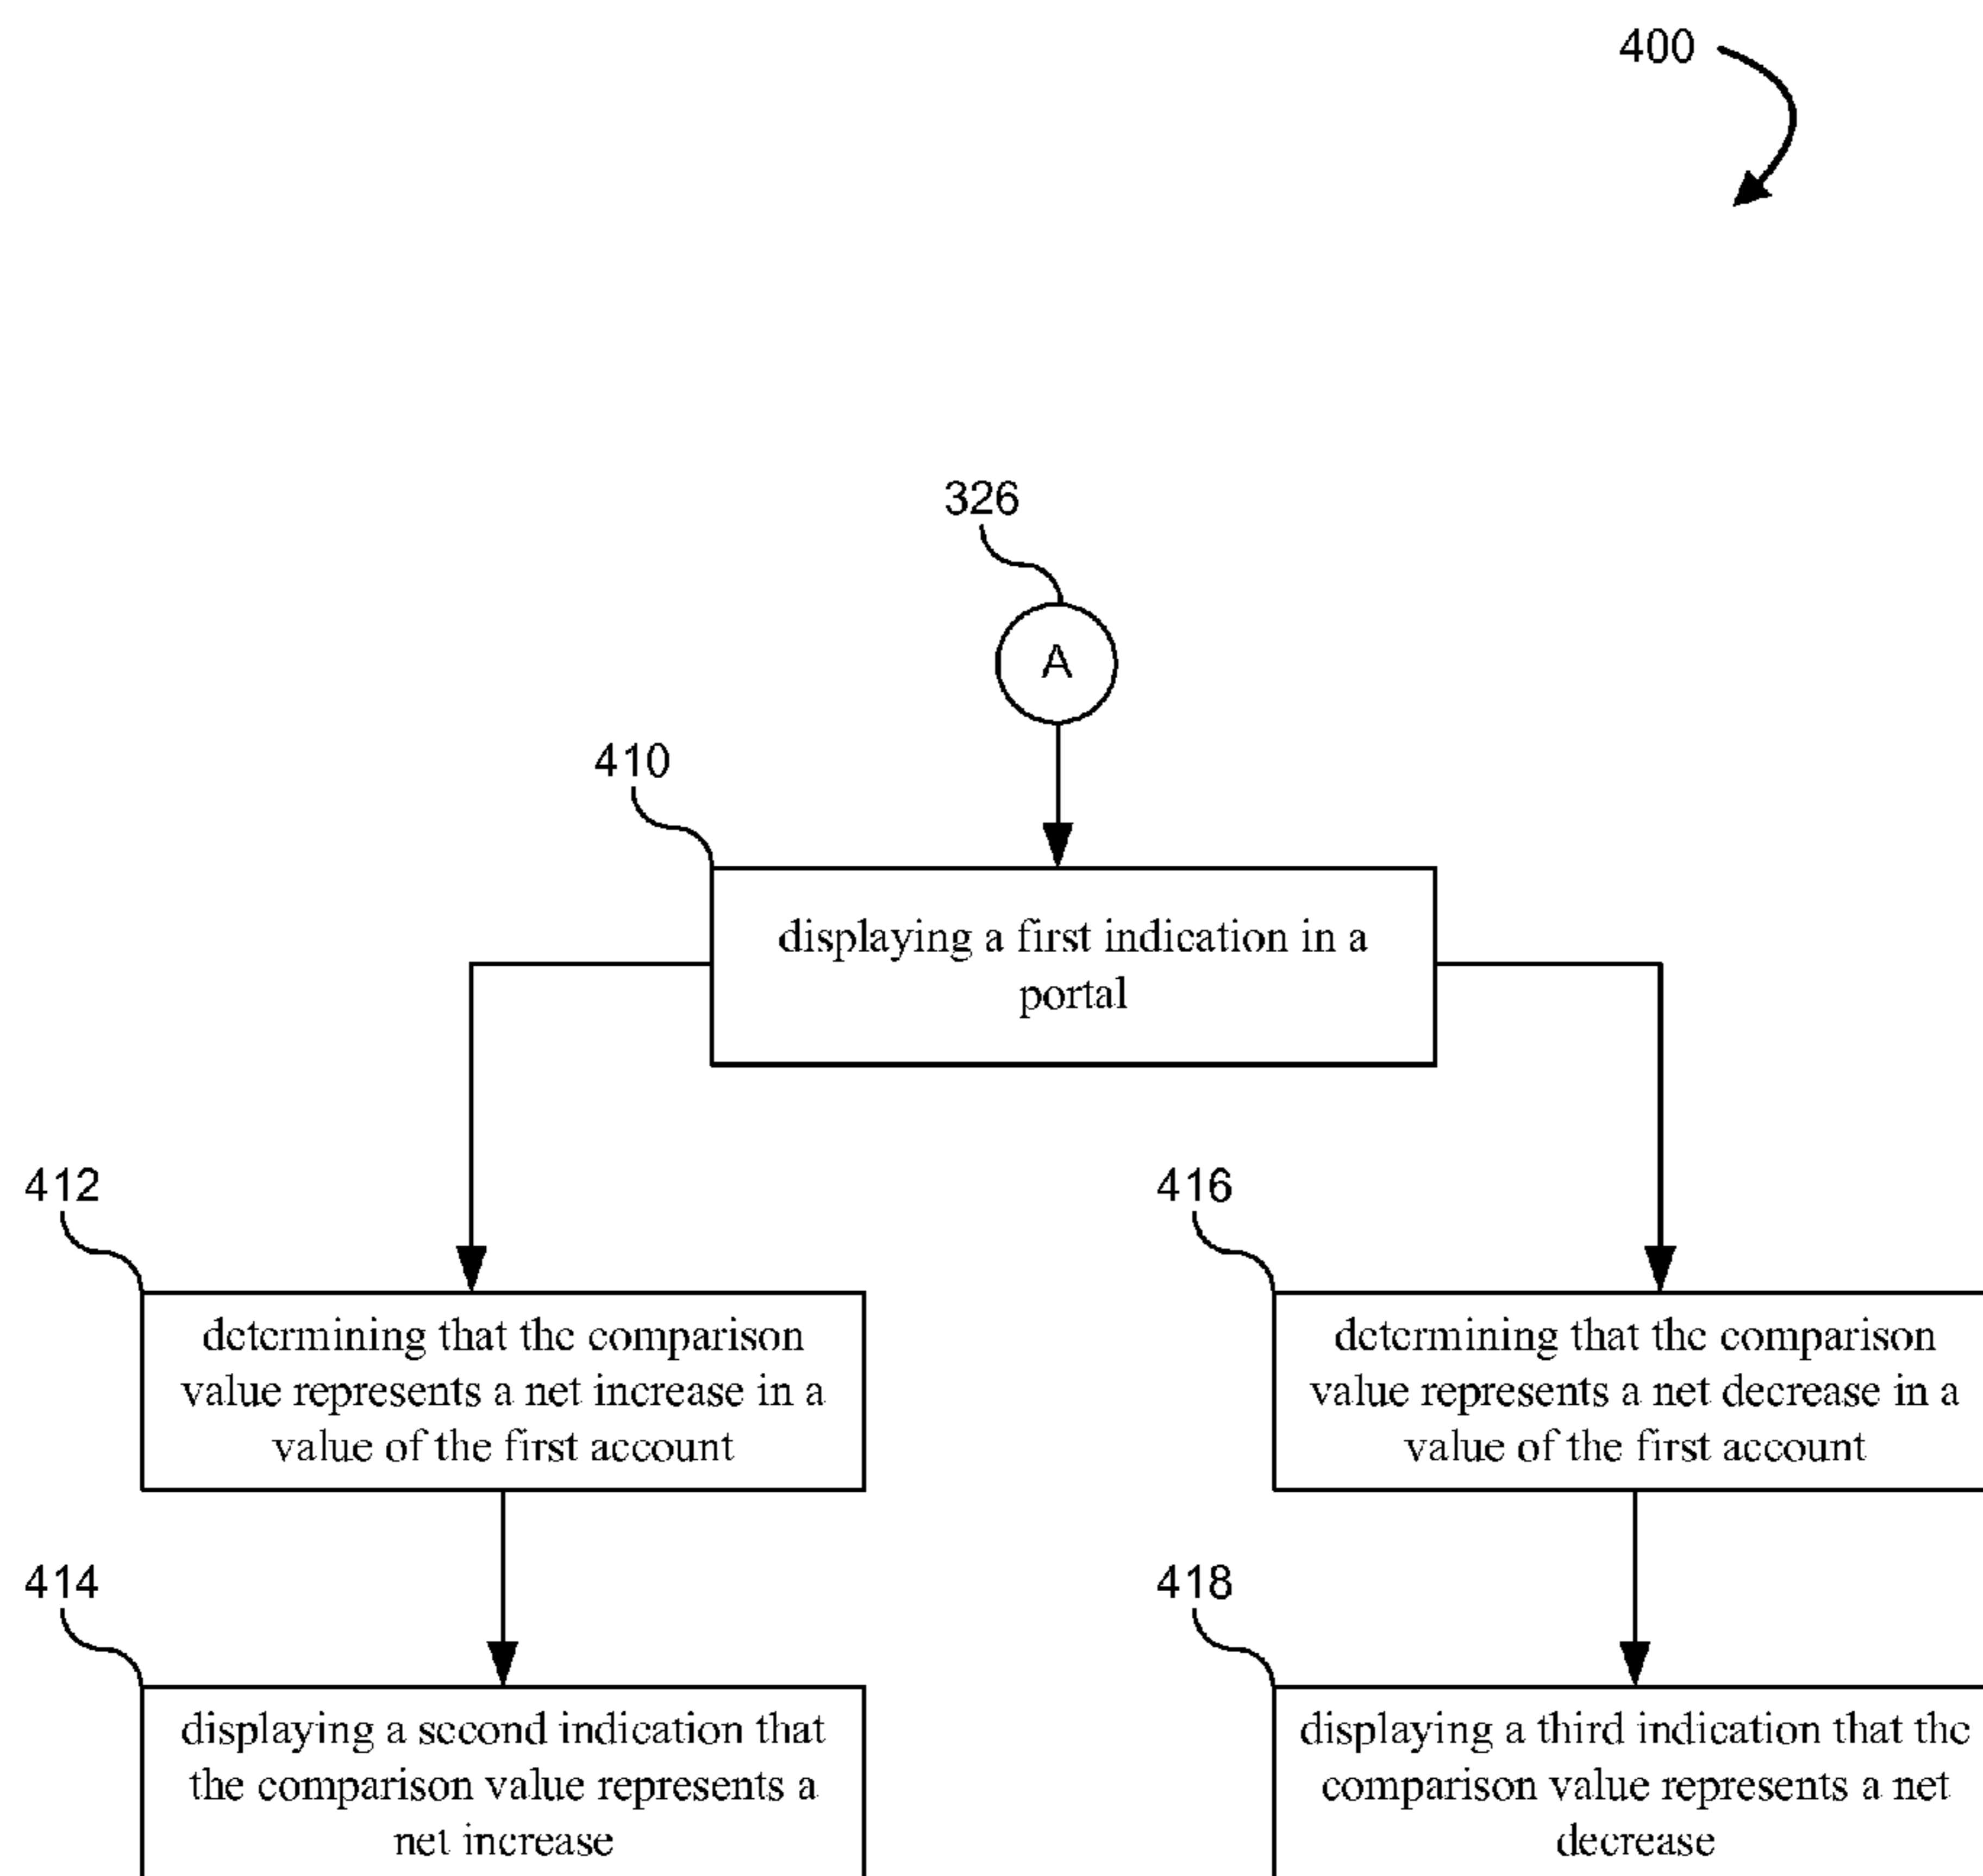 400
326
A
410
displaying a first indication in a
portal
412
determining that the comparison
value represents a net increase in a
value of the first account
416
determining that the comparison
value represents a net decrease in a
value of the first account
414
displaying a second indication that
the comparison value represents a
net increase
418
displaying a third indication that the
comparison value represents a net
decrease